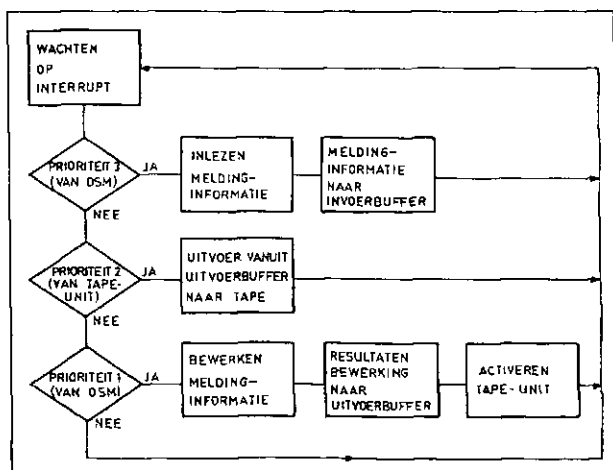 WACHTEN
OP
INTERRUPT
PRIORITEIT 3
(VAN DSM)
JA
INLEZEN
MELDING-
INFORMATIE
MELDING-
INFORMATIE
NAAR
INVOERBUFFER
NEE
PRIORITEIT 2
(VAN TAPE-
UNIT)
JA
UITVOER VANUIT
UITVOERBUFFER
NAAR TAPE
NEE
PRIORITEIT 1
(VAN DSM)
JA
BEWERKEN
MELDING-
INFORMATIE
RESULTATEN
BEWERKING
NAAR
UITVOERBUFFER
ACTIVEREN
TAPE-UNIT
NEE